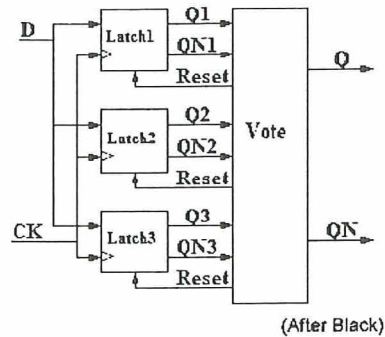 D
Latch1
Q1
QN1
Reset
Latch2
Q2
QN2
Reset
Vote
Q
CK
Latch3
Q3
QN3
Reset
QN
(After Black)